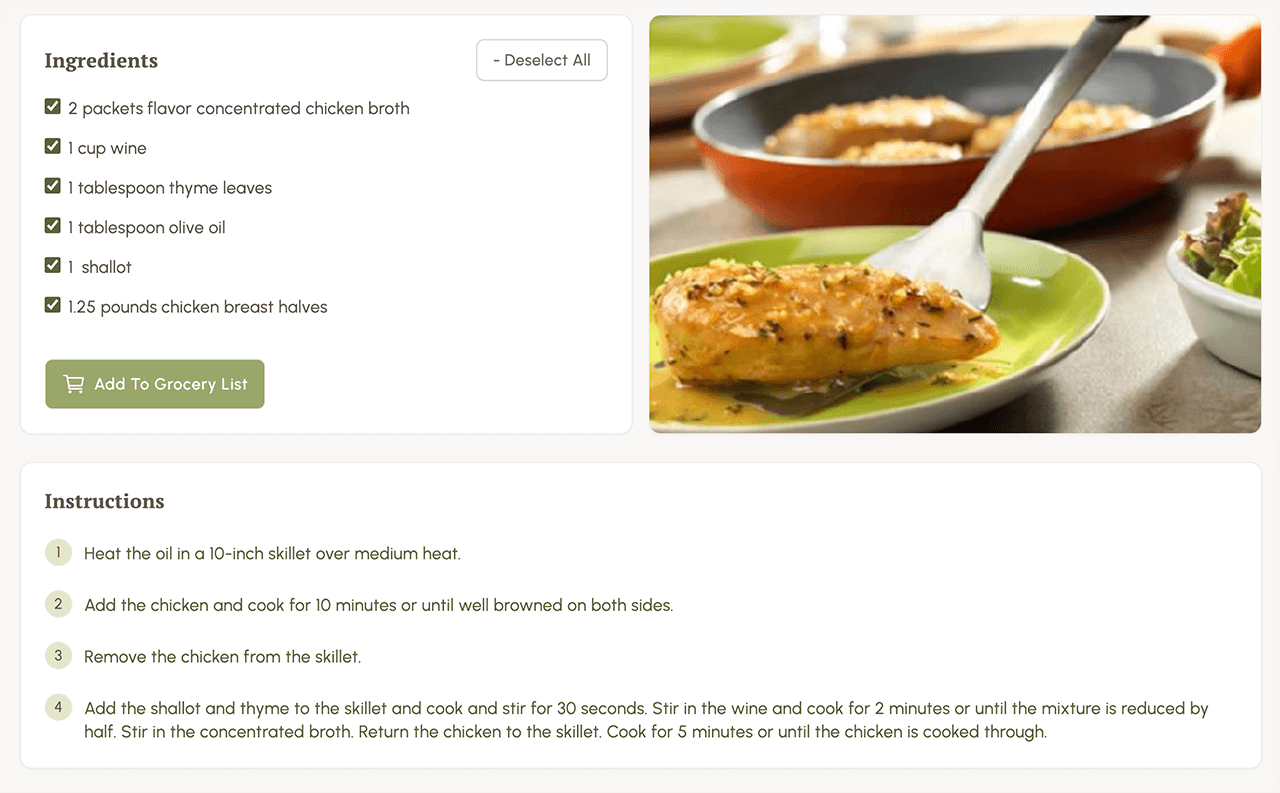 Ingredients
- Deselect All
2 packets flavor concentrated chicken broth
1 cup wine
1 tablespoon thyme leaves
1 tablespoon olive oil
1  shallot
1.25 pounds chicken breast halves
Add To Grocery List
Instructions
1 Heat the oil in a 10-inch skillet over medium heat.
2 Add the chicken and cook for 10 minutes or until well browned on both sides.
3 Remove the chicken from the skillet.
4 Add the shallot and thyme to the skillet and cook and stir for 30 seconds. Stir in the wine and cook for 2 minutes or until the mixture is reduced by
half. Stir in the concentrated broth. Return the chicken to the skillet. Cook for 5 minutes or until the chicken is cooked through.